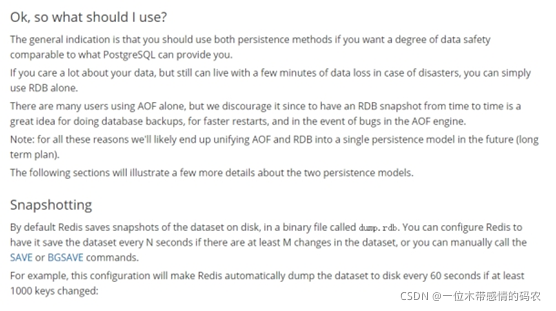 Ok, so what should I use?
The general indication is that you should use both persistence methods if you want a degree of data safety
comparable to what PostgreSQL can provide you.
If you care a lot about your data, but still can live with a few minutes of data loss in case of disasters, you can simply
use RDB alone.
There are many users using AOF alone, but we discourage it since to have an RDB snapshot from time to time is a
great idea for doing database backups, for faster restarts, and in the event of bugs in the AOF engine.
Note: for all these reasons we'll likely end up unifying AOF and RDB into a single persistence model in the future (long
term plan).
The following sections will illustrate a few more details about the two persistence models.
Snapshotting
By default Redis saves snapshots of the dataset on disk, in a binary file called dump.rdb. You can configure Redis to
have it save the dataset every N seconds if there are at least M changes in the dataset, or you can manually call the
SAVE or BGSAVE commands.
For example, this configuration will make Redis automatically dump the dataset to disk every 60 seconds if at least
1000 keys changed:
CSDN @一位木带感情的码农